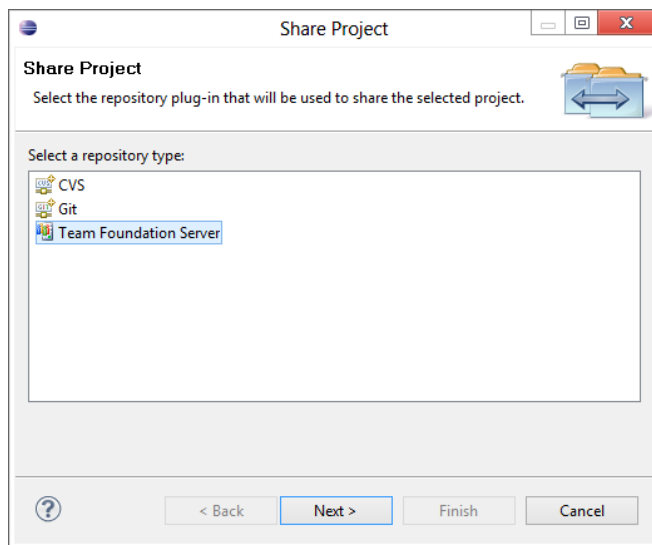 Share Project
Share Project
Select the repository plug-in that will be used to share the selected project.
Select a repository type:
CVS
Git
Team Foundation Server
< Back Next > Finish Cancel